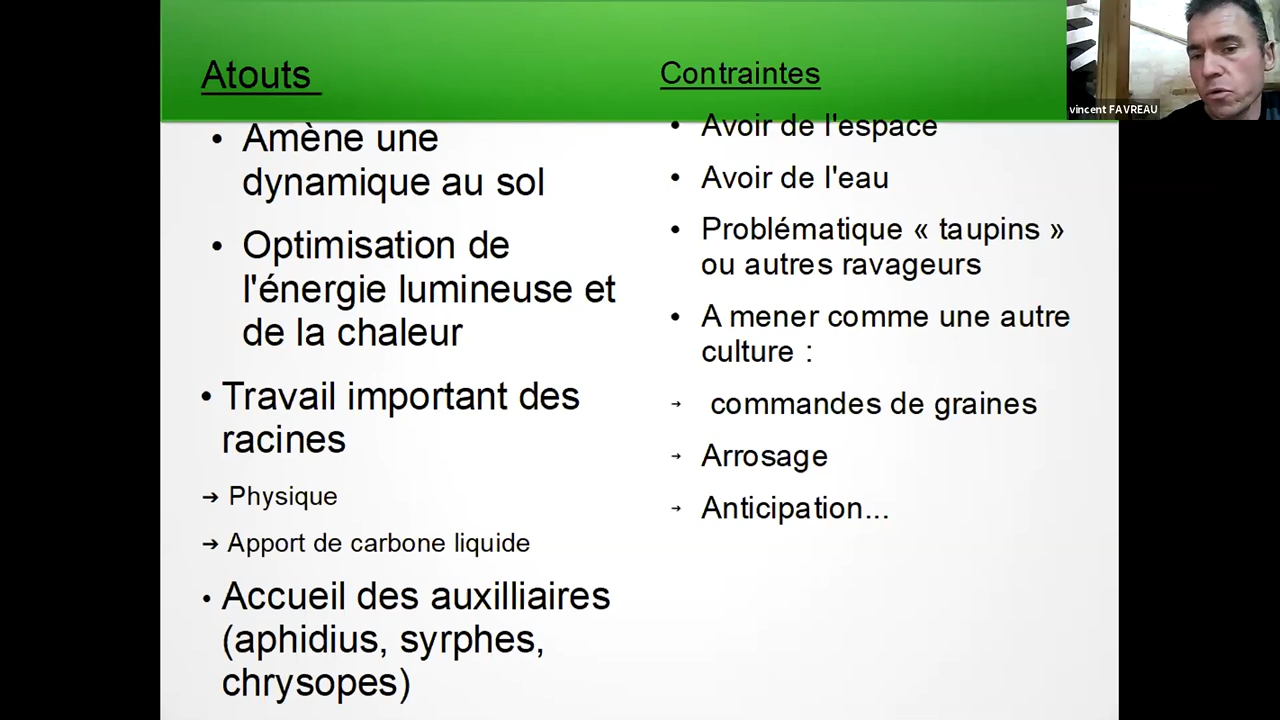 Atouts
• Amène une
dynamique au sol
• Optimisation de
l'énergie lumineuse et
de la chaleur
• Travail important des
racines
→ Physique
→ Apport de carbone liquide
• Accueil des auxilliaires
(aphidius, syrphes,
chrysopes)
Contraintes
• Avoir de l'espace
• Avoir de l'eau
• Problématique « taupins »
ou autres ravageurs
• A mener comme une autre
culture :
→ commandes de graines
→ Arrosage
→ Anticipation...
vincent FAVREAU